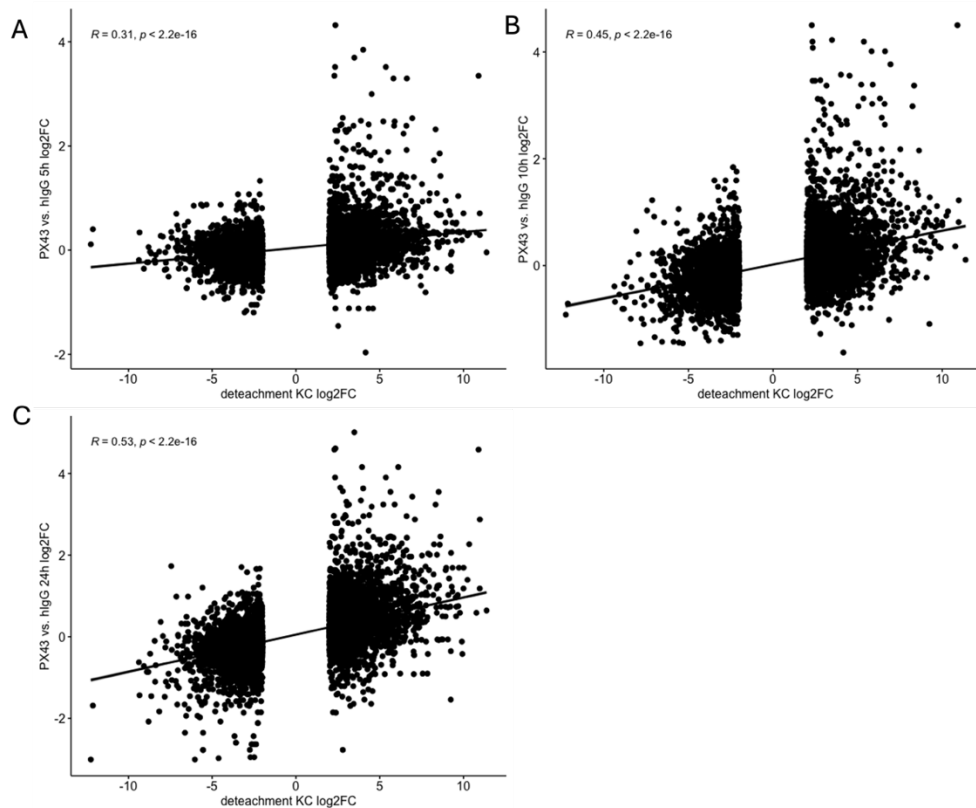 A
R = 0.31, p < 2.2e-16
PX43 vs. hIgG 5h log2FC
4
2
0
-2
-10
-5
0
5
10
deteachment KC log2FC
B
R = 0.45, p < 2.2e-16
PX43 vs. hIgG 10h log2FC
4
2
0
-10
-5
0
5
10
deteachment KC log2FC
C
R = 0.53, p < 2.2e-16
PX43 vs. hIgG 24h log2FC
4
2
0
-2
-10
-5
0
5
10
deteachment KC log2FC